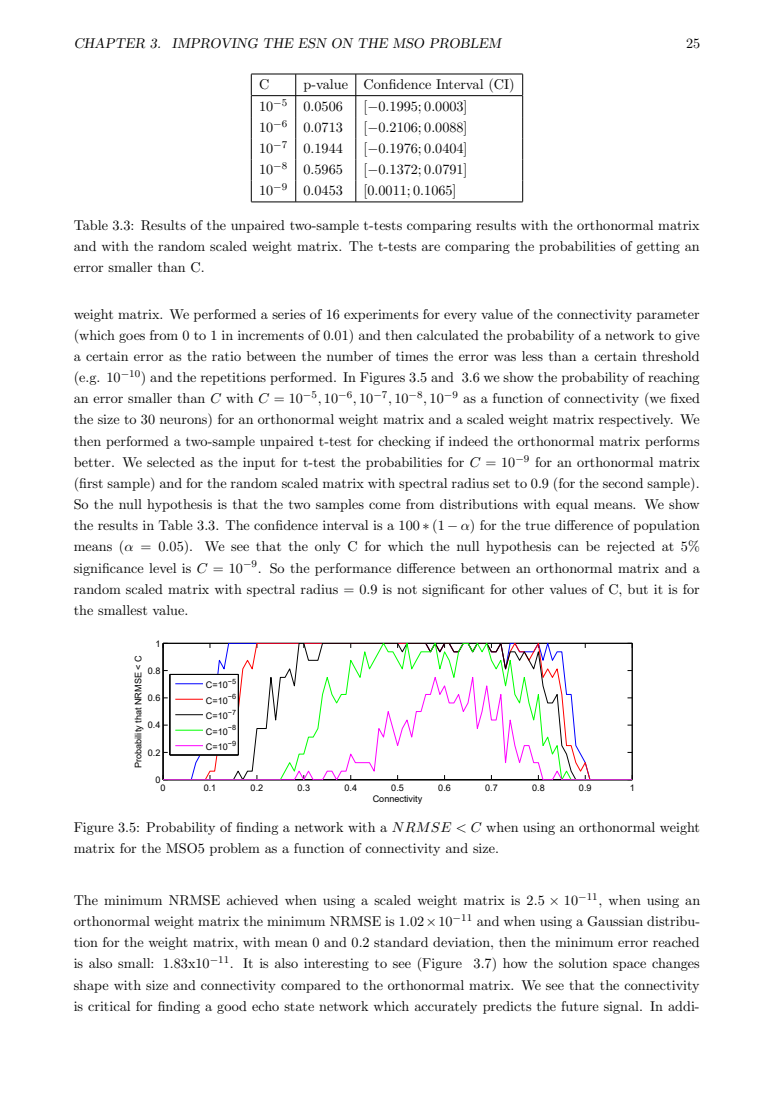 CHAPTER 3. IMPROVING THE ESN ON THE MSO PROBLEM 25
C p-value Confidence Interval (CI)
10⁻⁵ 0.0506 [−0.1995; 0.0003]
10⁻⁶ 0.0713 [−0.2106; 0.0088]
10⁻⁷ 0.1944 [−0.1976; 0.0404]
10⁻⁸ 0.5965 [−0.1372; 0.0791]
10⁻⁹ 0.0453 [0.0011; 0.1065]
Table 3.3: Results of the unpaired two-sample t-tests comparing results with the orthonormal matrix
and with the random scaled weight matrix. The t-tests are comparing the probabilities of getting an
error smaller than C.
weight matrix. We performed a series of 16 experiments for every value of the connectivity parameter
(which goes from 0 to 1 in increments of 0.01) and then calculated the probability of a network to give
a certain error as the ratio between the number of times the error was less than a certain threshold
(e.g. 10⁻¹⁰) and the repetitions performed. In Figures 3.5 and 3.6 we show the probability of reaching
an error smaller than C with C = 10⁻⁵, 10⁻⁶, 10⁻⁷, 10⁻⁸, 10⁻⁹ as a function of connectivity (we fixed
the size to 30 neurons) for an orthonormal weight matrix and a scaled weight matrix respectively. We
then performed a two-sample unpaired t-test for checking if indeed the orthonormal matrix performs
better. We selected as the input for t-test the probabilities for C = 10⁻⁹ for an orthonormal matrix
(first sample) and for the random scaled matrix with spectral radius set to 0.9 (for the second sample).
So the null hypothesis is that the two samples come from distributions with equal means. We show
the results in Table 3.3. The confidence interval is a 100 ∗ (1 − α) for the true difference of population
means (α = 0.05). We see that the only C for which the null hypothesis can be rejected at 5%
significance level is C = 10⁻⁹. So the performance difference between an orthonormal matrix and a
random scaled matrix with spectral radius = 0.9 is not significant for other values of C, but it is for
the smallest value.
Probability that NRMSE < C
1
0.8
0.6
0.4
0.2
0
C=10⁻⁵
C=10⁻⁶
C=10⁻⁷
C=10⁻⁸
C=10⁻⁹
0 0.1 0.2 0.3 0.4 0.5 0.6 0.7 0.8 0.9 1
Connectivity
Figure 3.5: Probability of finding a network with a NRMSE < C when using an orthonormal weight
matrix for the MSO5 problem as a function of connectivity and size.
The minimum NRMSE achieved when using a scaled weight matrix is 2.5 × 10⁻¹¹, when using an
orthonormal weight matrix the minimum NRMSE is 1.02 × 10⁻¹¹ and when using a Gaussian distribu-
tion for the weight matrix, with mean 0 and 0.2 standard deviation, then the minimum error reached
is also small: 1.83x10⁻¹¹. It is also interesting to see (Figure 3.7) how the solution space changes
shape with size and connectivity compared to the orthonormal matrix. We see that the connectivity
is critical for finding a good echo state network which accurately predicts the future signal. In addi-